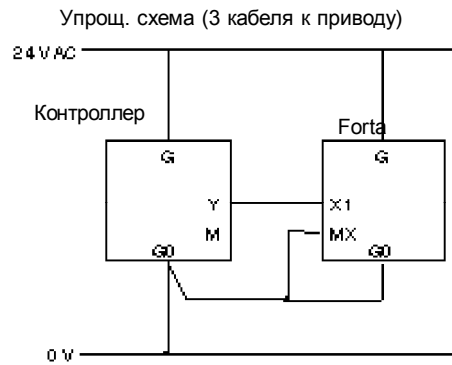 Упрощ. схема (3 кабеля к приводу)
24 V AC
Контроллер
Forta
G
G
Y
X1
M
MX
G0
G0
0 V